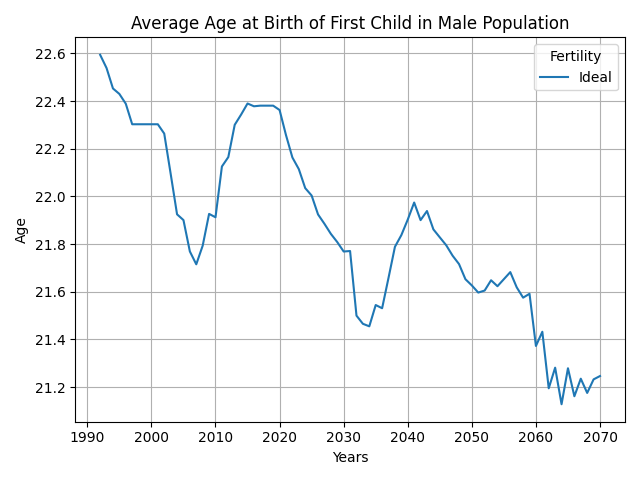 Average Age at Birth of First Child in Male Population
Fertility
Ideal
22.6
22.4
22.2
22.0
21.8
21.6
21.4
21.2
Age
1990 2000 2010 2020 2030 2040 2050 2060 2070
Years